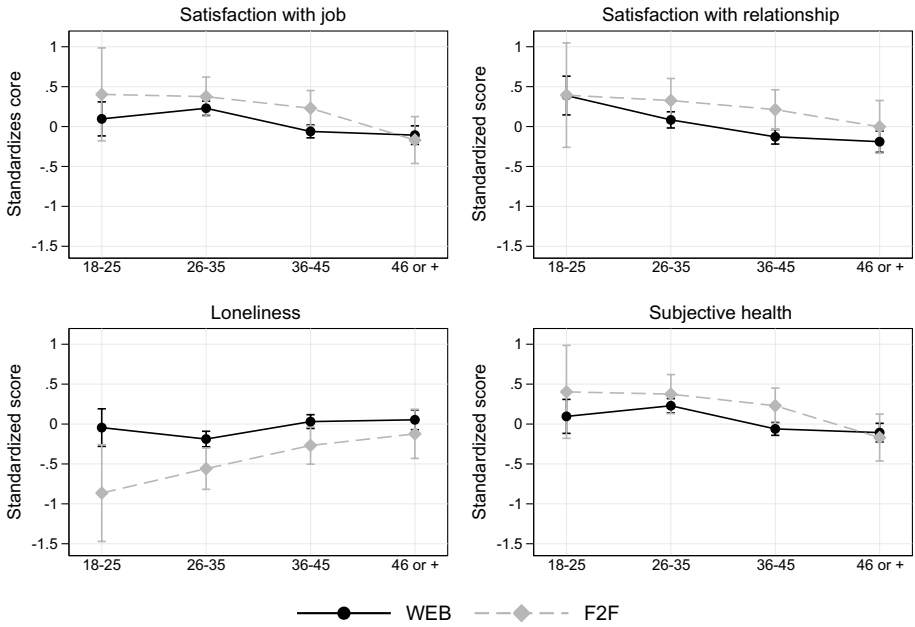 Satisfaction with job
Standardizes core
1
.5
0
-.5
-1
-1.5
18-25 26-35 36-45 46 or +
Satisfaction with relationship
Standardized score
1
.5
0
-.5
-1
-1.5
18-25 26-35 36-45 46 or +
Loneliness
Standardized score
1
.5
0
-.5
-1
-1.5
18-25 26-35 36-45 46 or +
Subjective health
Standardized score
1
.5
0
-.5
-1
-1.5
18-25 26-35 36-45 46 or +
WEB F2F